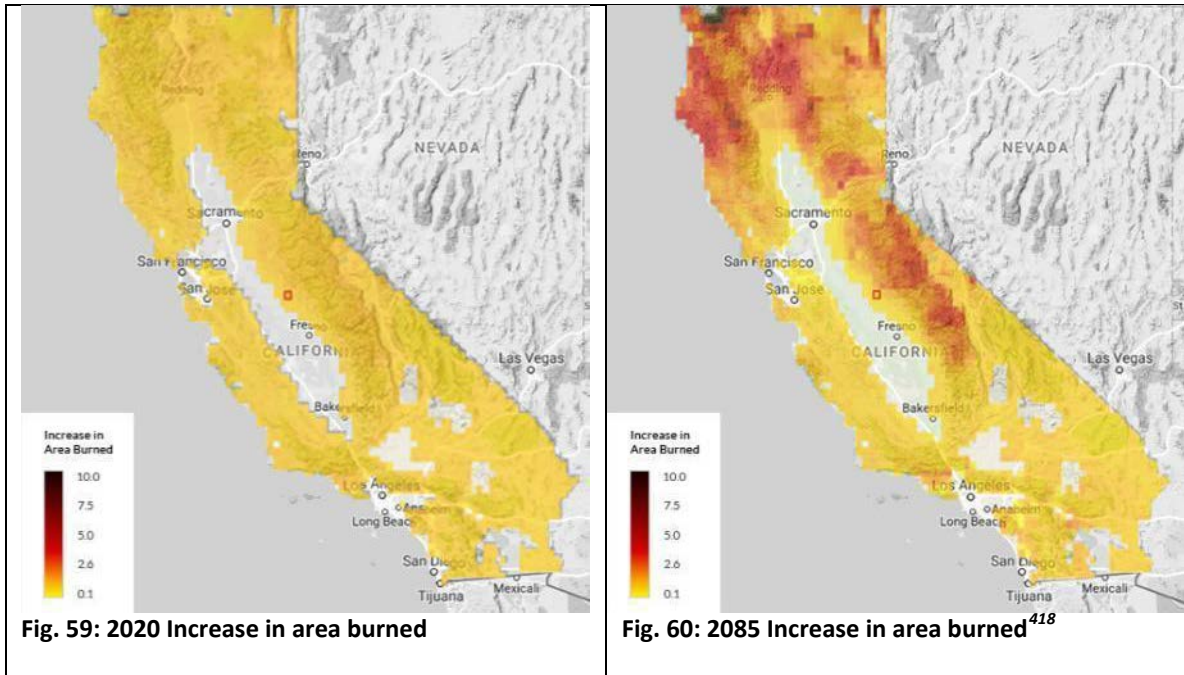 Redding
Reno
NEVADA
Sacramento
San Francisco
San Jose
Fresno
CALIFORNIA
Las Vegas
Bakersfield
Increase in
Area Burned
10.0
7.5
5.0
2.6
0.1
Los Angeles
Anaheim
Long Beach
San Diego
Mexicali
Tijuana
Fig. 59: 2020 Increase in area burned
Redding
Reno
NEVADA
Sacramento
San Francisco
San Jose
Fresno
CALIFORNIA
Las Vegas
Bakersfield
Increase in
Area Burned
10.0
7.5
5.0
2.6
0.1
Los Angeles
Anaheim
Long Beach
San Diego
Mexicali
Tijuana
Fig. 60: 2085 Increase in area burned418